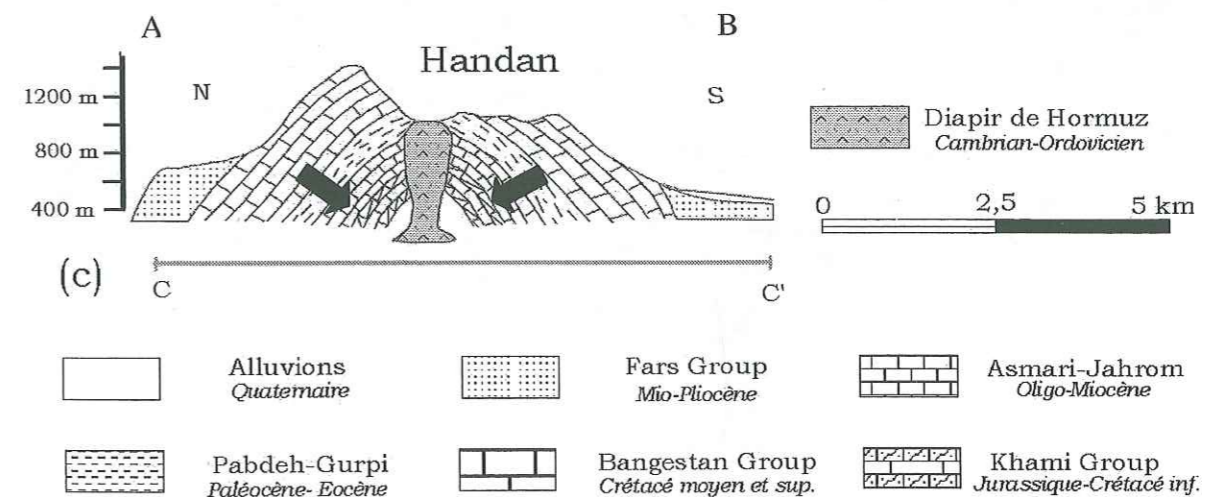 A B
Handan
N S
1200 m
800 m
400 m
Diapir de Hormuz
Cambrian-Ordovicien
0 2,5 5 km
(c)
C C'
Alluvions
Quaternaire
Fars Group
Mio-Pliocène
Asmari-Jahrom
Oligo-Miocène
Pabdeh-Gurpi
Paléocène- Eocène
Bangestan Group
Crétacé moyen et sup.
Khami Group
Jurassique-Crétacé inf.